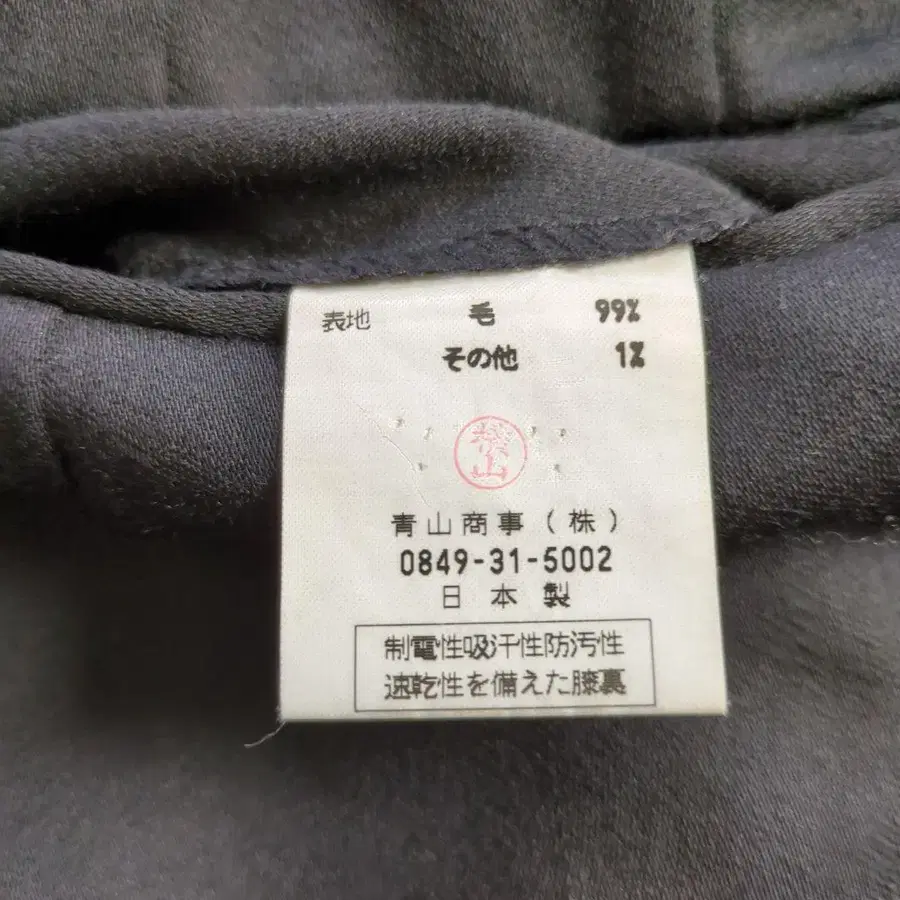 表地 毛 99%
その他 1%
青山商事(株)
0849-31-5002
日本製
制電性吸汗性防汚性
速乾性を備えた膝裏